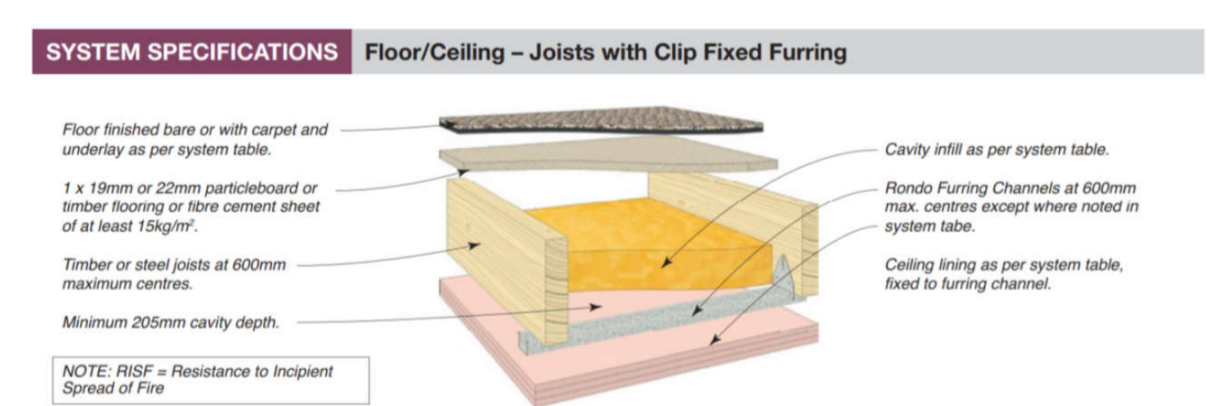 SYSTEM SPECIFICATIONS Floor/Ceiling – Joists with Clip Fixed Furring
Floor finished bare or with carpet and
underlay as per system table.
1 x 19mm or 22mm particleboard or
timber flooring or fibre cement sheet
of at least 15kg/m².
Timber or steel joists at 600mm
maximum centres.
Minimum 205mm cavity depth.
NOTE: RISF = Resistance to Incipient
Spread of Fire
Cavity infill as per system table.
Rondo Furring Channels at 600mm
max. centres except where noted in
system tabe.
Ceiling lining as per system table,
fixed to furring channel.